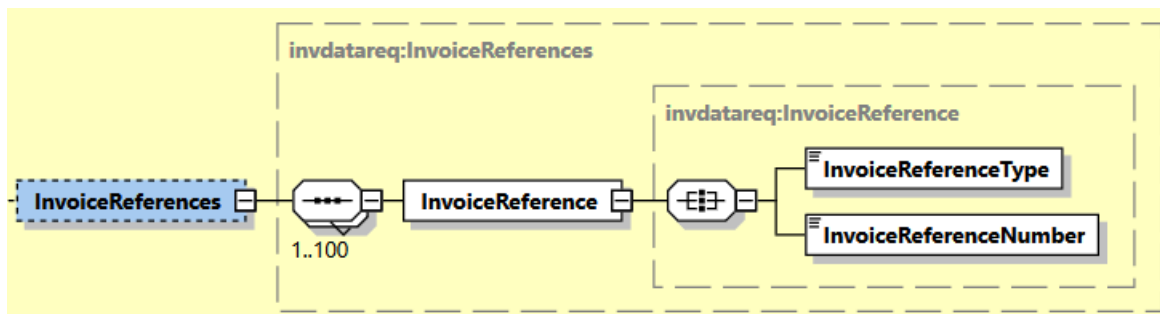 invdatareq:InvoiceReferences
invdatareq:InvoiceReference
InvoiceReferences
InvoiceReference
InvoiceReferenceType
InvoiceReferenceNumber
1..100